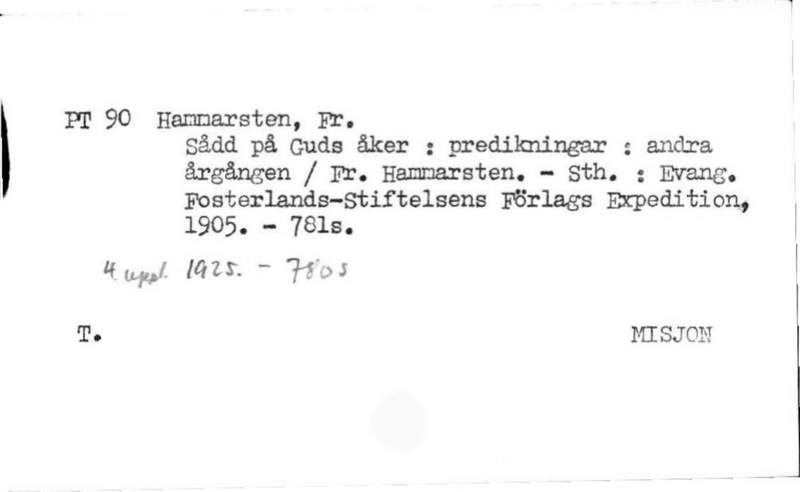 PT 90 Hammarsten, Fr.
Sådd på Guds åker : predikningar : andra
årgången / Fr. Hammarsten. - Sth. : Evang.
Fosterlands-Stiftelsens Förlags Expedition,
1905. - 781s.
4 uppl. 1925. - 780 s
T. MISJON